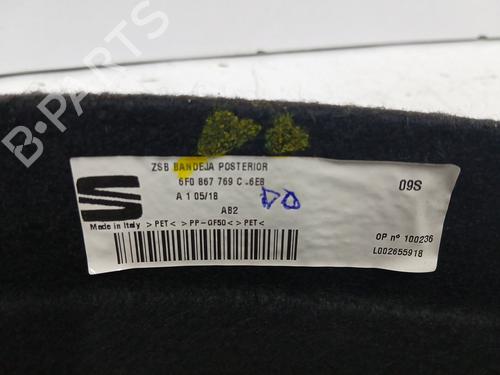 B-PARTS
ZSB BANDEJA POSTERIOR
6F0 867 769 C .6E8
09S
A 1 05/18
AB2
Made in Italy >PET< >PP-GF50<>PET<
OP nº 100236
L002655918